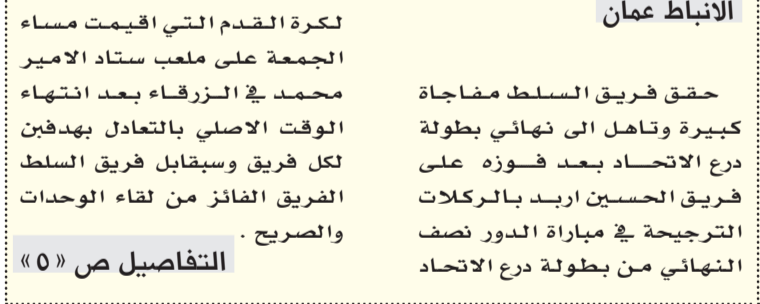 الانباط عمان
حقق فريق السلط مفاجاة
كبيرة وتاهل الى نهائي بطولة
درع الاتحاد بعد فوزه على
فريق الحسين اربد بالركلات
الترجيحة في مباراة الدور نصف
النهائي من بطولة درع الاتحاد
لكرة القدم التي اقيمت مساء
الجمعة على ملعب ستاد الامير
محمد في الزرقاء بعد انتهاء
الوقت الاصلي بالتعادل بهدفين
لكل فريق وسيقابل فريق السلط
الفريق الفائز من لقاء الوحدات
والصريح .
التفاصيل ص «٥»